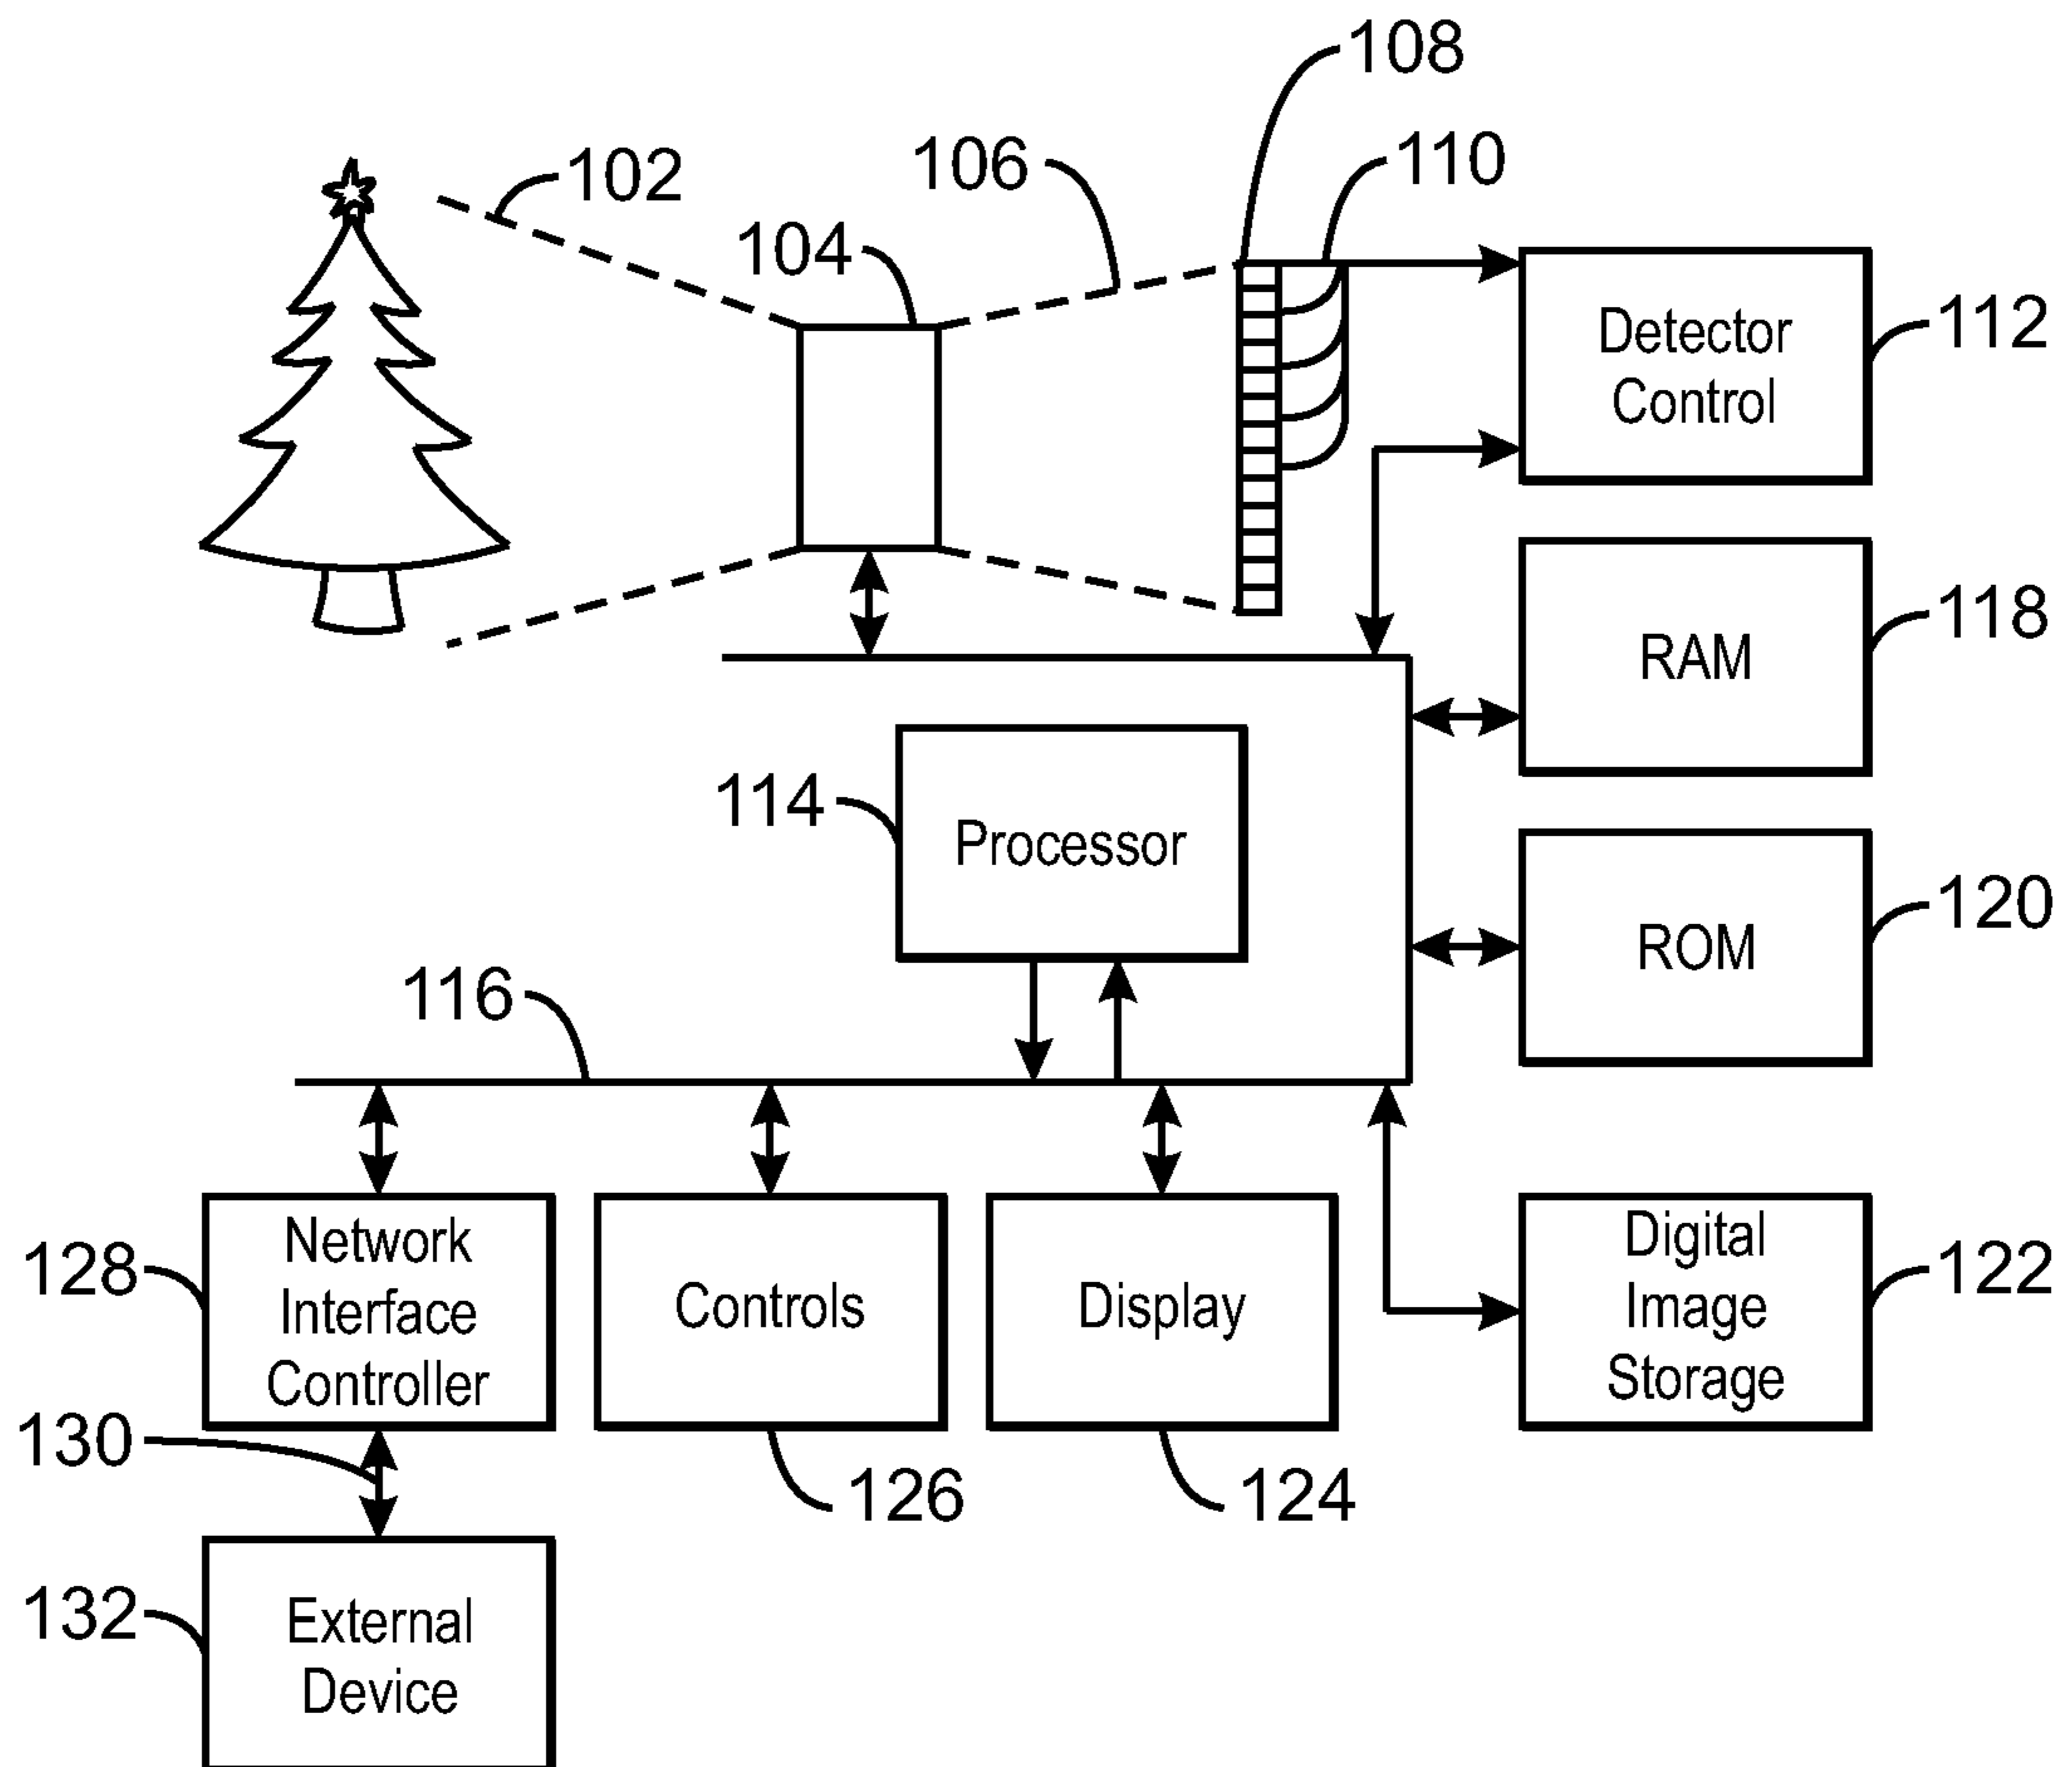 108
110
102
106
104
Detector
Control
112
RAM
118
114
Processor
120
ROM
116
Network
Interface
Controller
128
Controls
Display
Digital
Image
Storage
122
130
126
124
External
Device
132